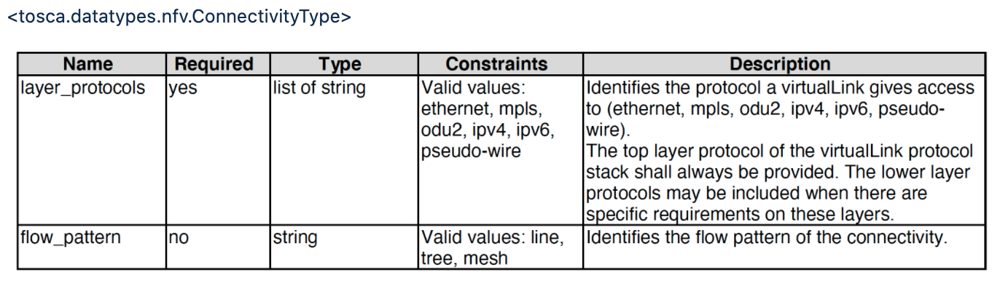 <tosca.datatypes.nfv.ConnectivityType>
Name Required Type Constraints Description
layer_protocols yes list of string Valid values: Identifies the protocol a virtualLink gives access
ethernet, mpls, to (ethernet, mpls, odu2, ipv4, ipv6, pseudo-
odu2, ipv4, ipv6, wire).
pseudo-wire The top layer protocol of the virtualLink protocol
stack shall always be provided. The lower layer
protocols may be included when there are
specific requirements on these layers.
flow_pattern no string Valid values: line, Identifies the flow pattern of the connectivity.
tree, mesh